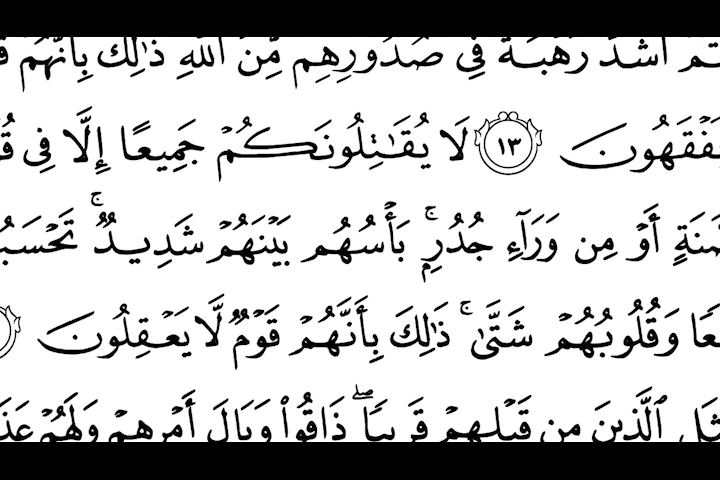 أَشَدُّ رَهْبَةً فِي صُدُورِهِم مِّنَ ٱللَّهِ ذَٰلِكَ بِأَنَّهُمْ
يَفْقَهُونَ ١٣ لَا يُقَـٰتِلُونَكُمْ جَمِيعًا إِلَّا فِى
أَوْ مِن وَرَآءِ جُدُرٍۭ ۚ بَأْسُهُم بَيْنَهُمْ شَدِيدٌ ۚ
وَقُلُوبُهُمْ شَتَّىٰ ۚ ذَٰلِكَ بِأَنَّهُمْ قَوْمٌ لَّا يَعْقِلُونَ
ٱلَّذِينَ مِن قَبْلِهِمْ قَرِيبًا ۖ ذَاقُوا۟ وَبَالَ أَمْرِهِمْ وَلَهُمْ